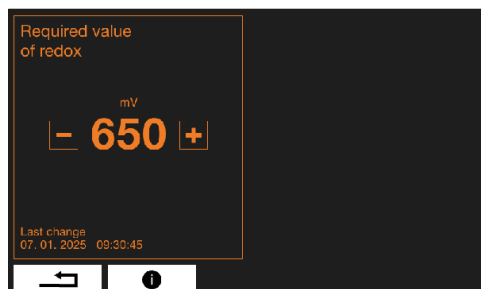 Required value
of redox
mV
− 650 +
Last change
07. 01. 2025 09:30:45
i